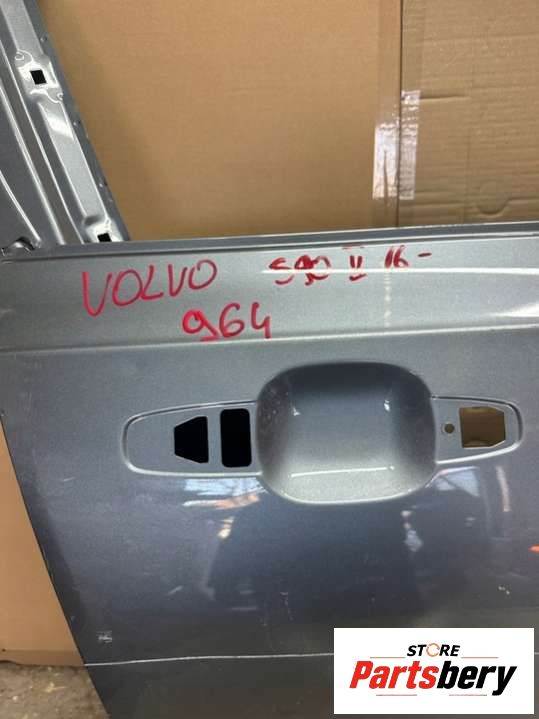 VOLVO S90 II 16-
964
STORE
Partsbery